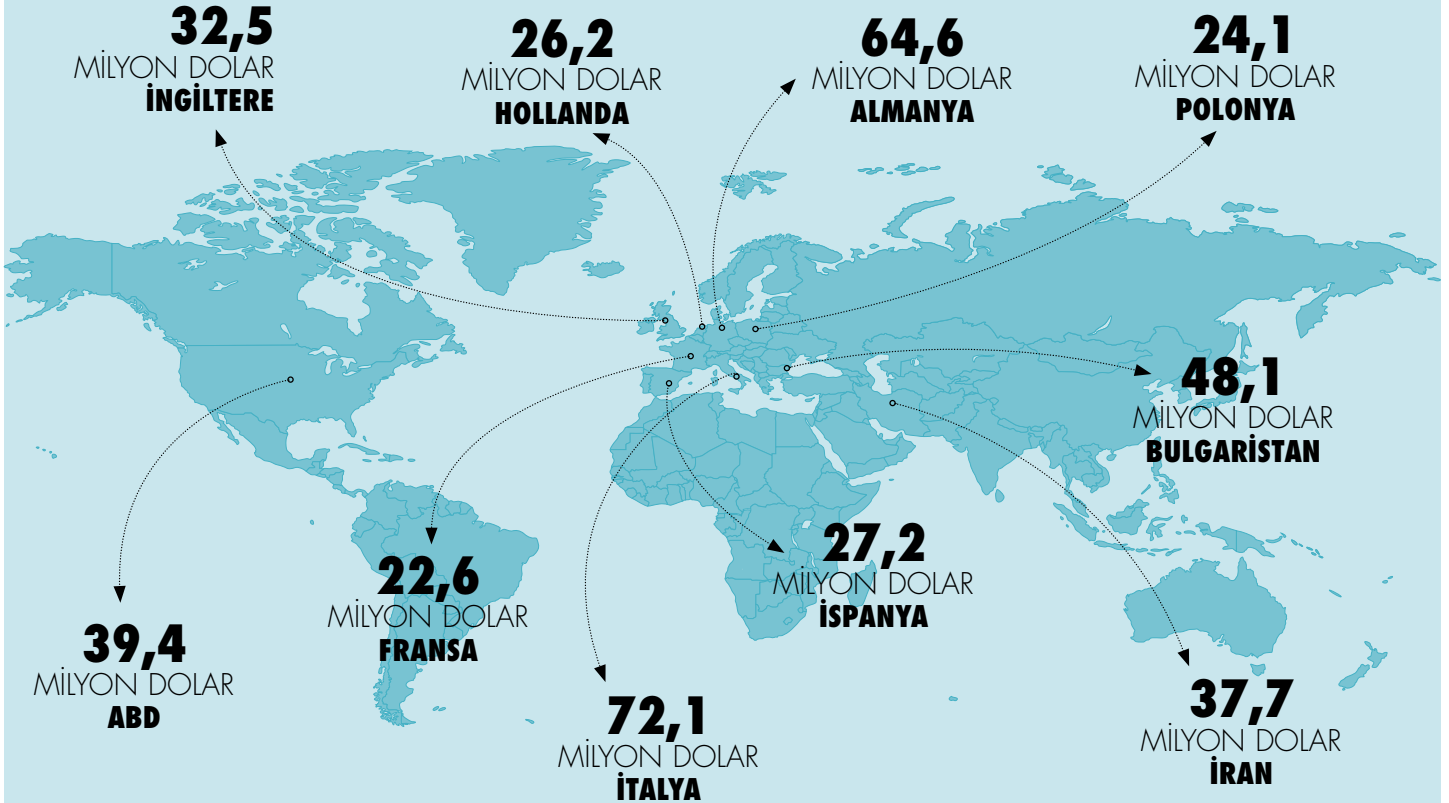 32,5
MİLYON DOLAR
İNGİLTERE
26,2
MİLYON DOLAR
HOLLANDA
64,6
MİLYON DOLAR
ALMANYA
24,1
MİLYON DOLAR
POLONYA
48,1
MİLYON DOLAR
BULGARİSTAN
27,2
MİLYON DOLAR
İSPANYA
22,6
MİLYON DOLAR
FRANSA
39,4
MİLYON DOLAR
ABD
72,1
MİLYON DOLAR
İTALYA
37,7
MİLYON DOLAR
İRAN